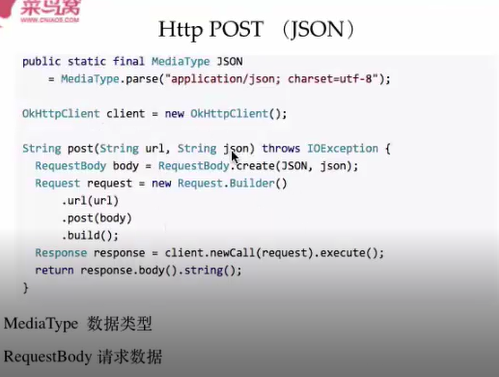 菜鸟窝
WWW.CNIAO5.COM
Http POST （JSON）
public static final MediaType JSON
= MediaType.parse("application/json; charset=utf-8");
OkHttpClient client = new OkHttpClient();
String post(String url, String json) throws IOException {
RequestBody body = RequestBody.create(JSON, json);
Request request = new Request.Builder()
.url(url)
.post(body)
.build();
Response response = client.newCall(request).execute();
return response.body().string();
}
MediaType 数据类型
RequestBody 请求数据